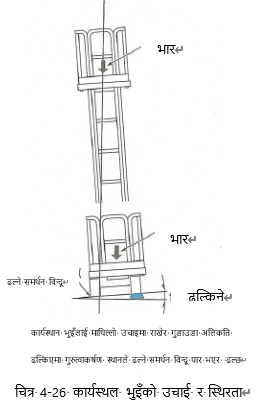 भार
भार
ढल्ने समर्थन विन्दू
ढल्किने
कार्यस्थान भुइँलाई माथिल्लो उचाइमा राखेर गुडाउडा अलिकति
ढल्किएमा गुरुत्वाकर्षण स्थानले ढल्ने समर्थन विन्दू पार भएर ढल्छ
चित्र 4-26 कार्यस्थल भुइँको उचाई र स्थिरता